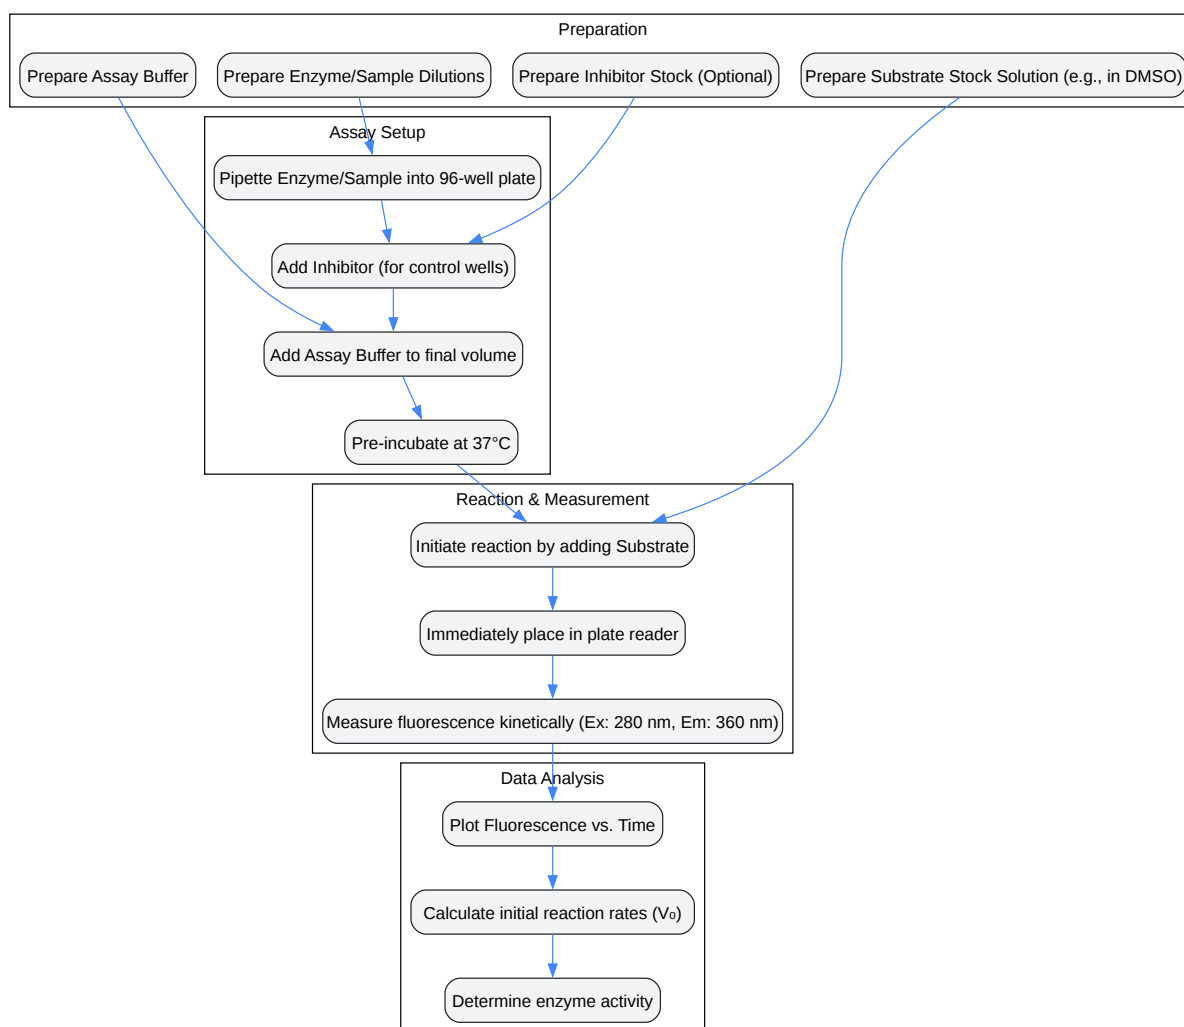 Preparation
Prepare Assay Buffer
Prepare Enzyme/Sample Dilutions
Prepare Inhibitor Stock (Optional)
Prepare Substrate Stock Solution (e.g., in DMSO)
Assay Setup
Pipette Enzyme/Sample into 96-well plate
Add Inhibitor (for control wells)
Add Assay Buffer to final volume
Pre-incubate at 37°C
Reaction & Measurement
Initiate reaction by adding Substrate
Immediately place in plate reader
Measure fluorescence kinetically (Ex: 280 nm, Em: 360 nm)
Data Analysis
Plot Fluorescence vs. Time
Calculate initial reaction rates (V₀)
Determine enzyme activity